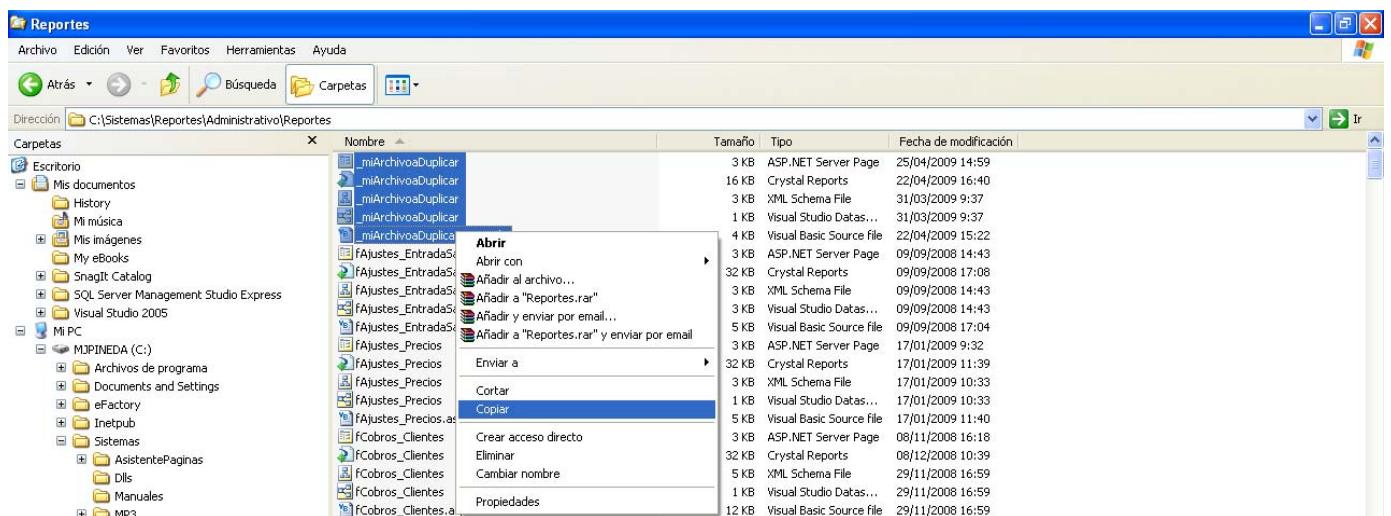 Reportes
Archivo Edición Ver Favoritos Herramientas Ayuda
Atrás Búsqueda Carpetas
Dirección C:\Sistemas\Reportes\Administrativo\Reportes Ir
Carpetas X Nombre Tamaño Tipo Fecha de modificación
Escritorio
Mis documentos
History
Mi música
Mis imágenes
My eBooks
SnagIt Catalog
SQL Server Management Studio Express
Visual Studio 2005
Mi PC
MJPINEDA (C:)
Archivos de programa
Documents and Settings
eFactory
Inetpub
Sistemas
AsistentePaginas
Dlls
Manuales
MP3
_miArchivoaDuplicar 3 KB ASP.NET Server Page 25/04/2009 14:59
_miArchivoaDuplicar 16 KB Crystal Reports 22/04/2009 16:40
_miArchivoaDuplicar 3 KB XML Schema File 31/03/2009 9:37
_miArchivoaDuplicar 1 KB Visual Studio Datas... 31/03/2009 9:37
_miArchivoaDuplica 4 KB Visual Basic Source file 22/04/2009 15:22
fAjustes_EntradaSa 3 KB ASP.NET Server Page 09/09/2008 14:43
fAjustes_EntradaSa 32 KB Crystal Reports 09/09/2008 17:08
fAjustes_EntradaSa 3 KB XML Schema File 09/09/2008 14:43
fAjustes_EntradaSa 3 KB Visual Studio Datas... 09/09/2008 14:43
fAjustes_EntradaSa 5 KB Visual Basic Source file 09/09/2008 17:04
fAjustes_Precios 3 KB ASP.NET Server Page 17/01/2009 9:32
fAjustes_Precios 32 KB Crystal Reports 17/01/2009 11:39
fAjustes_Precios 3 KB XML Schema File 17/01/2009 10:33
fAjustes_Precios 1 KB Visual Studio Datas... 17/01/2009 10:33
fAjustes_Precios.as 5 KB Visual Basic Source file 17/01/2009 11:40
fCobros_Clientes 3 KB ASP.NET Server Page 08/11/2008 16:18
fCobros_Clientes 32 KB Crystal Reports 08/12/2008 10:39
fCobros_Clientes 5 KB XML Schema File 29/11/2008 16:59
fCobros_Clientes 1 KB Visual Studio Datas... 29/11/2008 16:59
fCobros_Clientes.a 12 KB Visual Basic Source file 29/11/2008 16:59
Abrir
Abrir con
Añadir al archivo...
Añadir a "Reportes.rar"
Añadir y enviar por email...
Añadir a "Reportes.rar" y enviar por email
Enviar a
Cortar
Copiar
Crear acceso directo
Eliminar
Cambiar nombre
Propiedades